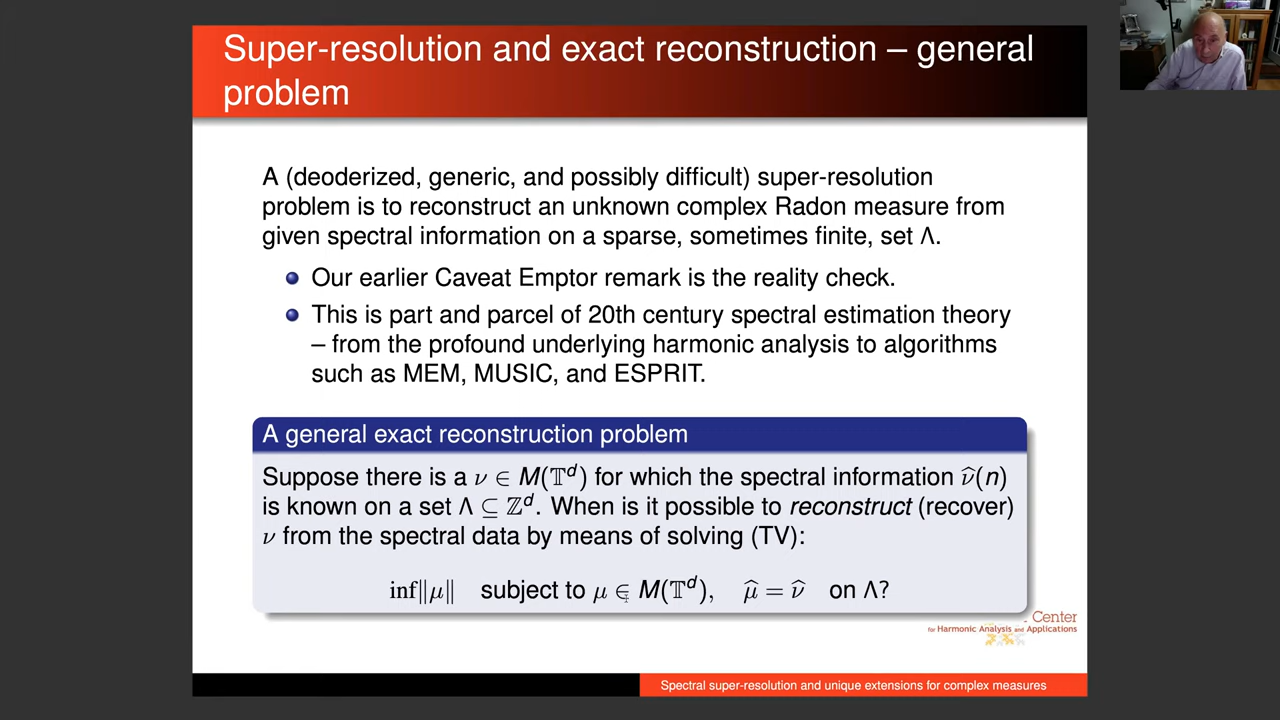 Super-resolution and exact reconstruction – general
problem
A (deoderized, generic, and possibly difficult) super-resolution
problem is to reconstruct an unknown complex Radon measure from
given spectral information on a sparse, sometimes finite, set Λ.
Our earlier Caveat Emptor remark is the reality check.
This is part and parcel of 20th century spectral estimation theory
– from the profound underlying harmonic analysis to algorithms
such as MEM, MUSIC, and ESPRIT.
A general exact reconstruction problem
Suppose there is a ν ∈ M(𝕋ᵈ) for which the spectral information ν̂(n)
is known on a set Λ ⊆ ℤᵈ. When is it possible to reconstruct (recover)
ν from the spectral data by means of solving (TV):
inf‖μ‖ subject to μ ∈ M(𝕋ᵈ), μ̂ = ν̂ on Λ?
Center
for Harmonic Analysis and Applications
Spectral super-resolution and unique extensions for complex measures